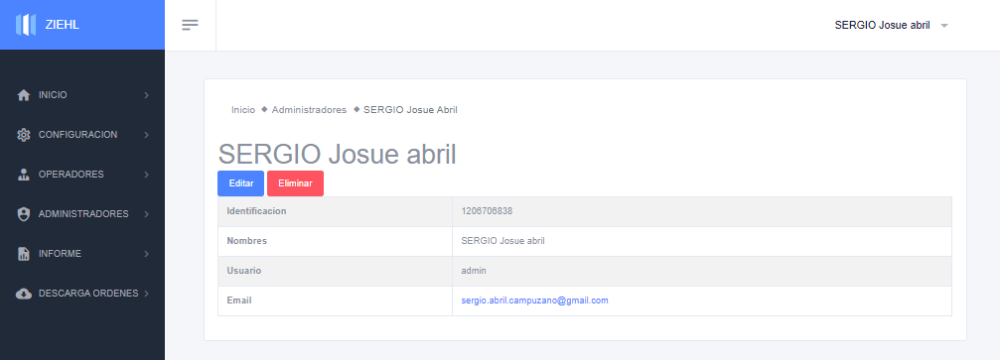 ZIEHL
SERGIO Josue abril
INICIO
CONFIGURACION
OPERADORES
ADMINISTRADORES
INFORME
DESCARGA ORDENES
Inicio ◆ Administradores ◆ SERGIO Josue Abril
SERGIO Josue abril
Editar Eliminar
Identificacion 1206706838
Nombres SERGIO Josue abril
Usuario admin
Email sergio.abril.campuzano@gmail.com